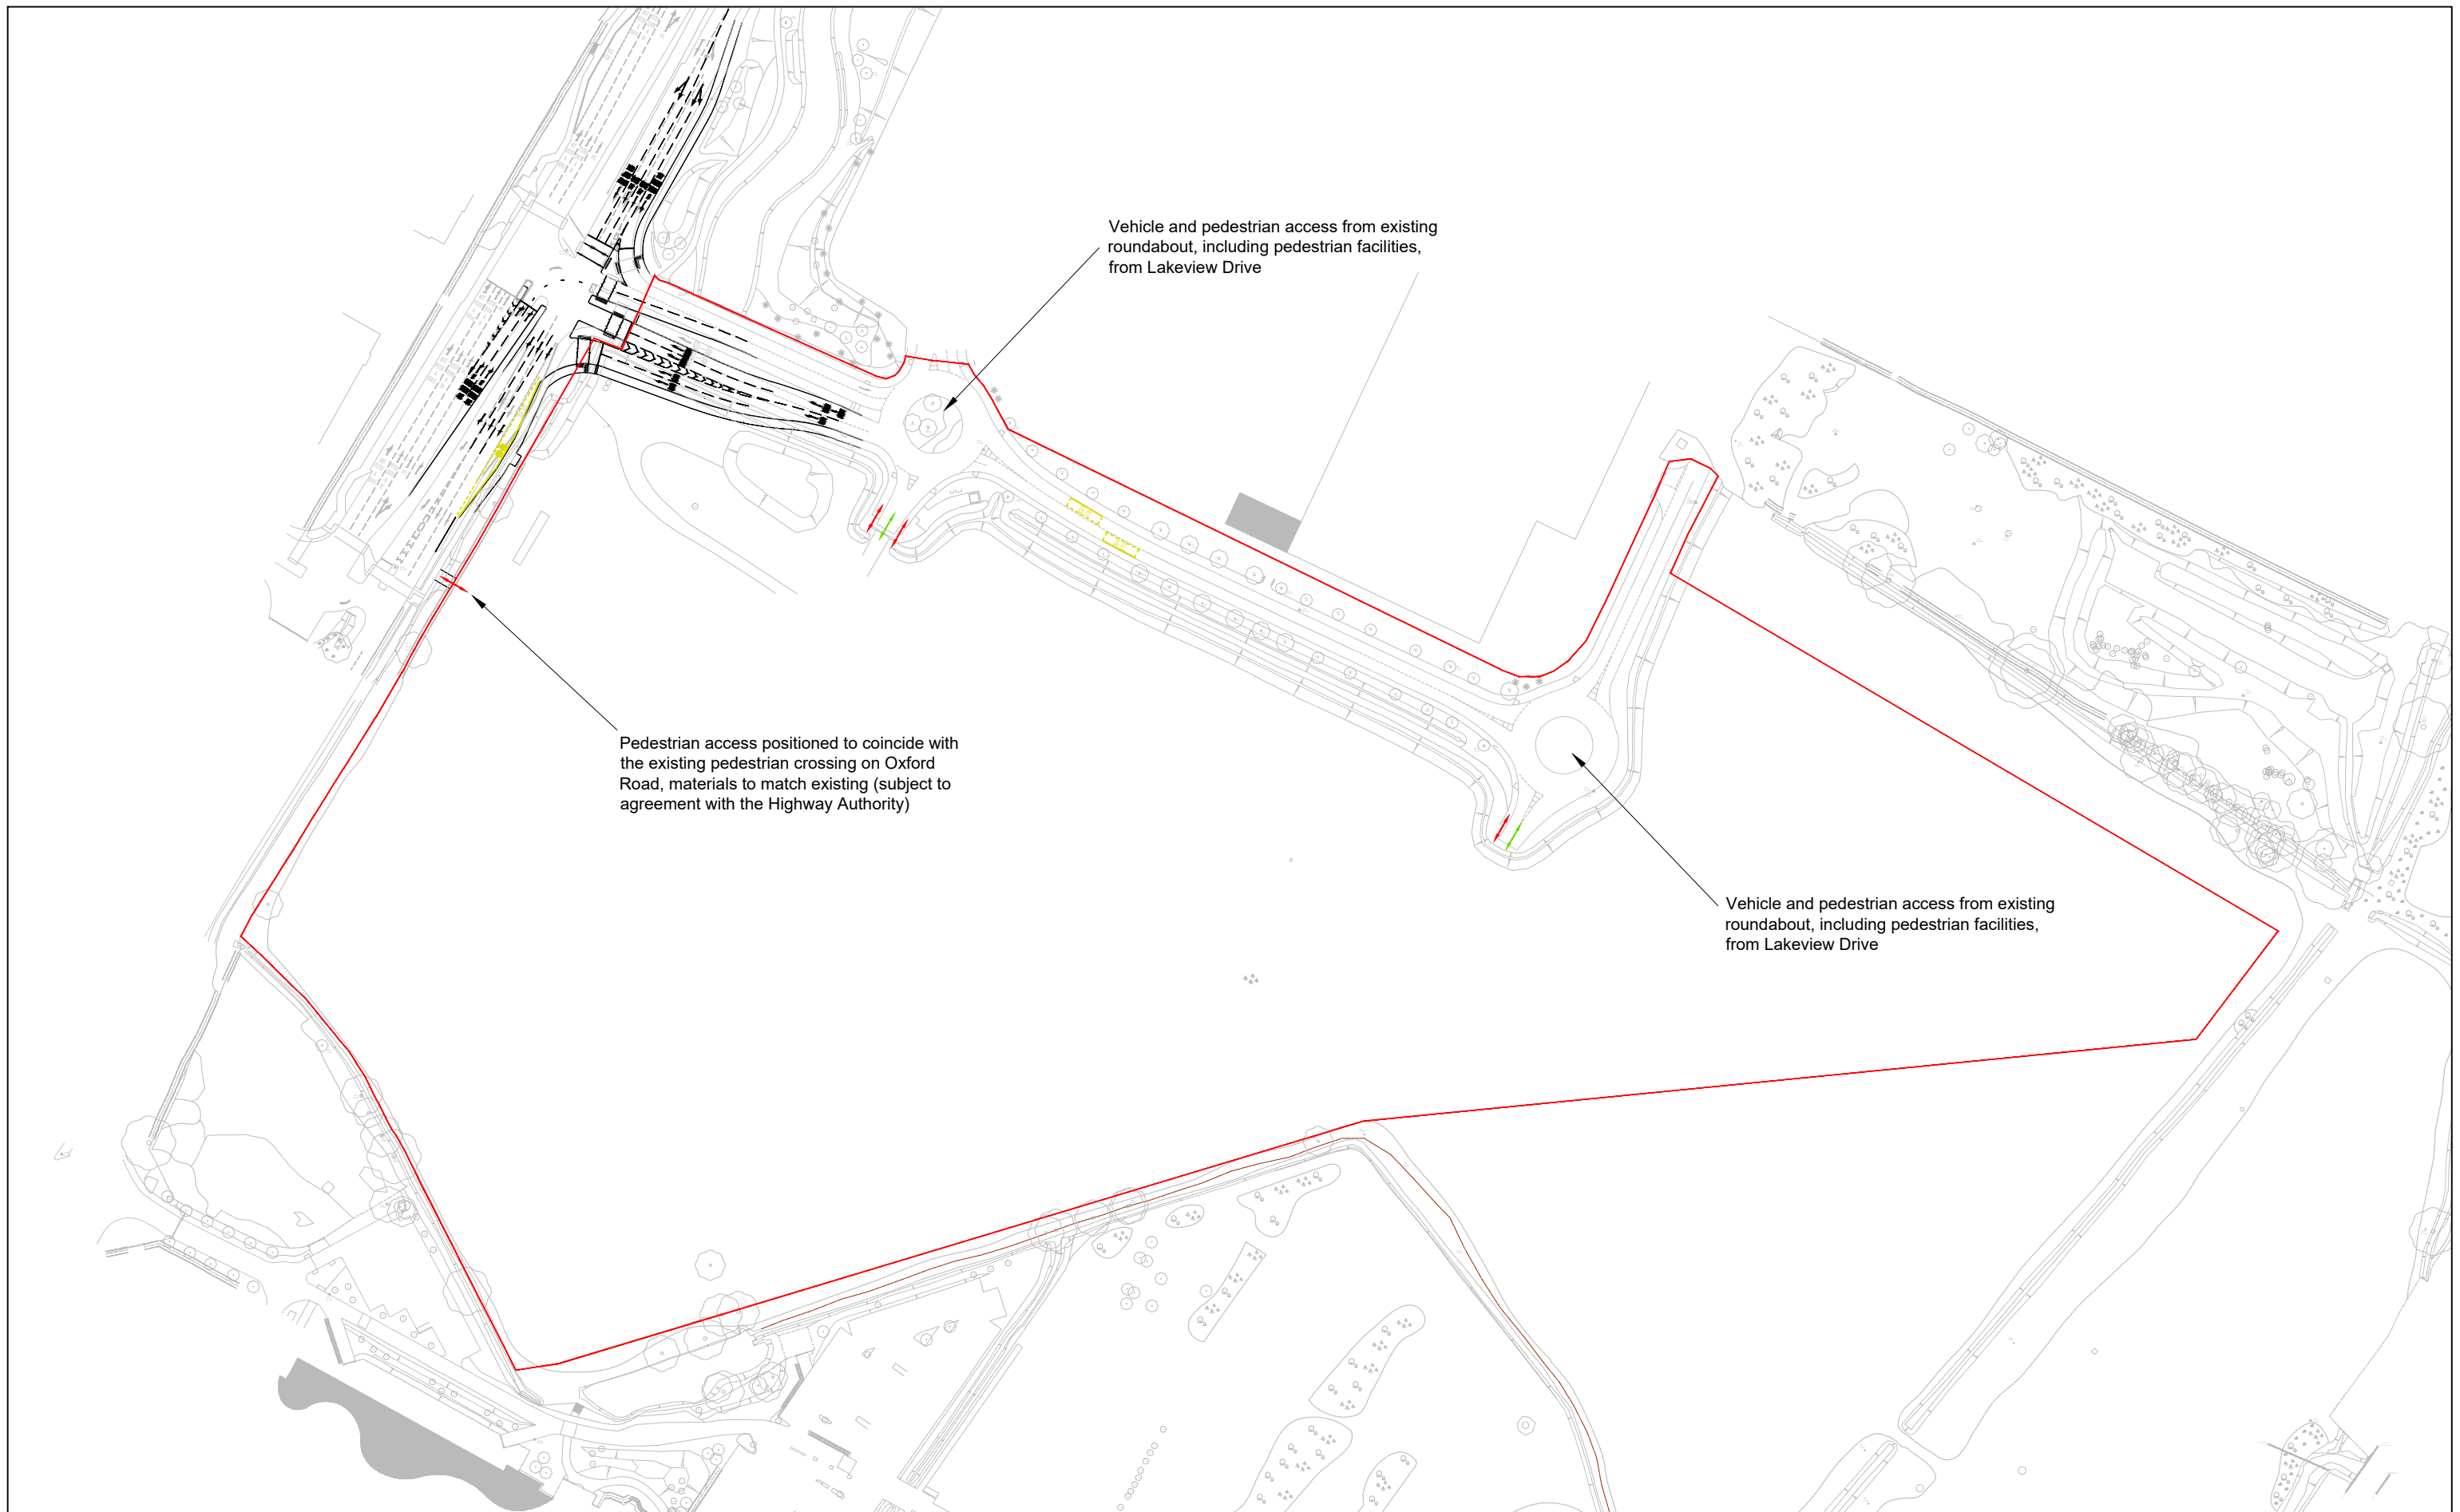 Vehicle and pedestrian access from existing
roundabout, including pedestrian facilities,
from Lakeview Drive
Pedestrian access positioned to coincide with
the existing pedestrian crossing on Oxford
Road, materials to match existing (subject to
agreement with the Highway Authority)
Vehicle and pedestrian access from existing
roundabout, including pedestrian facilities,
from Lakeview Drive